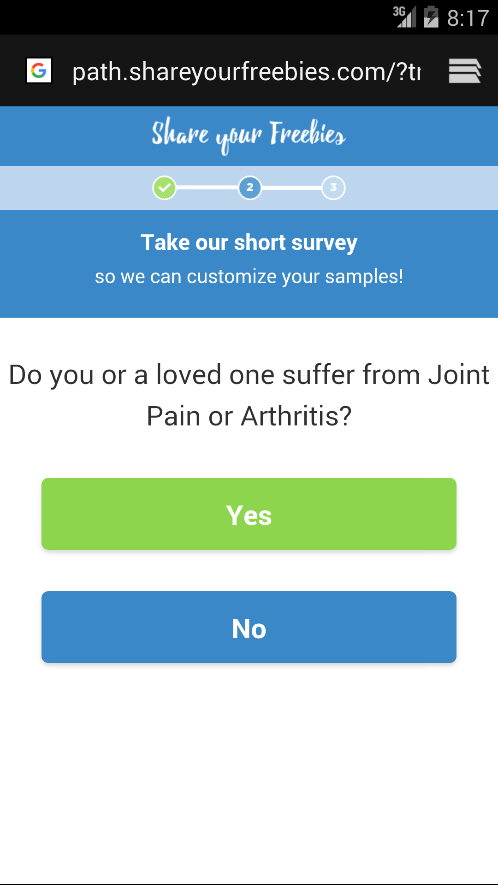 3G 8:17
G path.shareyourfreebies.com/?tr
Share your Freebies
2 3
Take our short survey
so we can customize your samples!
Do you or a loved one suffer from Joint
Pain or Arthritis?
Yes
No